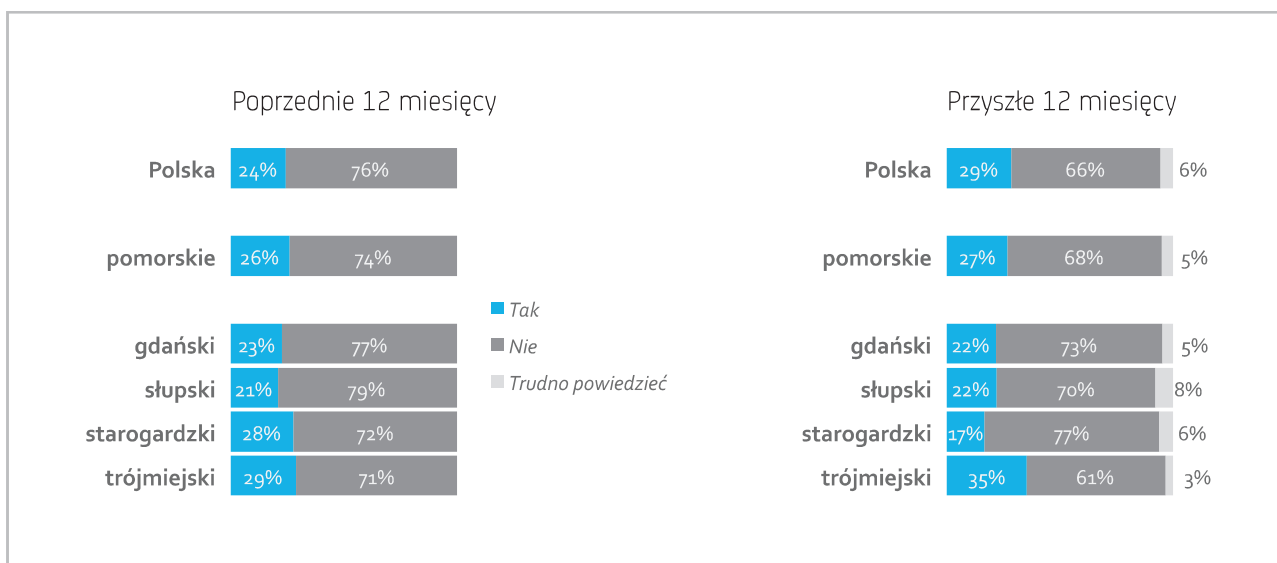 Poprzednie 12 miesięcy
Polska 24% 76%
pomorskie 26% 74%
gdański 23% 77%
słupski 21% 79%
starogardzki 28% 72%
trójmiejski 29% 71%
Tak
Nie
Trudno powiedzieć
Przyszłe 12 miesięcy
Polska 29% 66% 6%
pomorskie 27% 68% 5%
gdański 22% 73% 5%
słupski 22% 70% 8%
starogardzki 17% 77% 6%
trójmiejski 35% 61% 3%